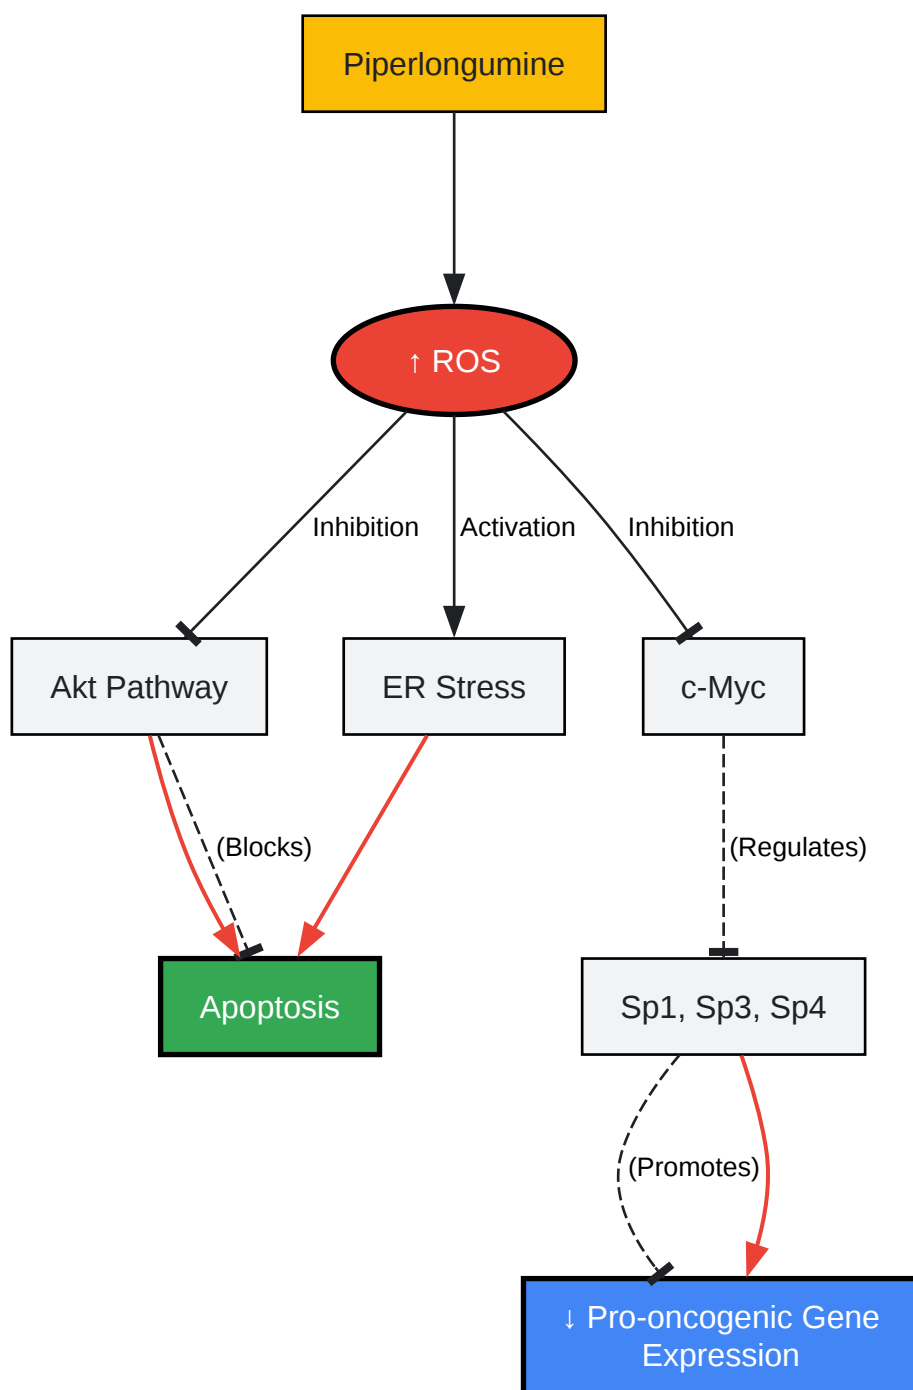 Piperlongumine
↑ ROS
Inhibition
Activation
Inhibition
Akt Pathway
ER Stress
c-Myc
(Blocks)
(Regulates)
Apoptosis
Sp1, Sp3, Sp4
(Promotes)
↓ Pro-oncogenic Gene
Expression